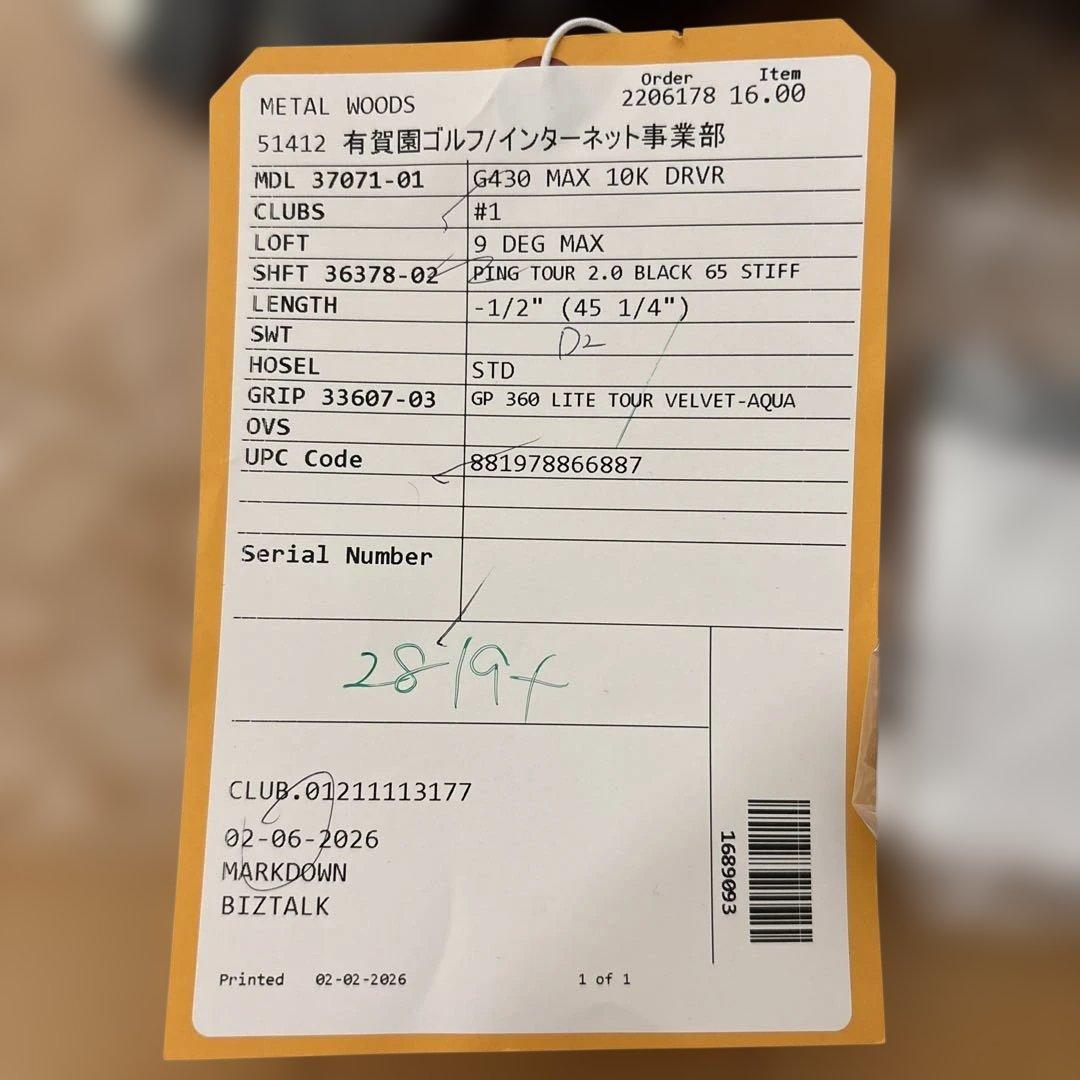 Order Item
METAL WOODS 2206178 16.00
51412 有賀園ゴルフ/インターネット事業部
MDL 37071-01 G430 MAX 10K DRVR
CLUBS #1
LOFT 9 DEG MAX
SHFT 36378-02 PING TOUR 2.0 BLACK 65 STIFF
LENGTH -1/2" (45 1/4")
SWT D2
HOSEL STD
GRIP 33607-03 GP 360 LITE TOUR VELVET-AQUA
OVS
UPC Code 881978866887
Serial Number
CLUB.01211113177
02-06-2026
MARKDOWN
BIZTALK
1689093
Printed 02-02-2026 1 of 1